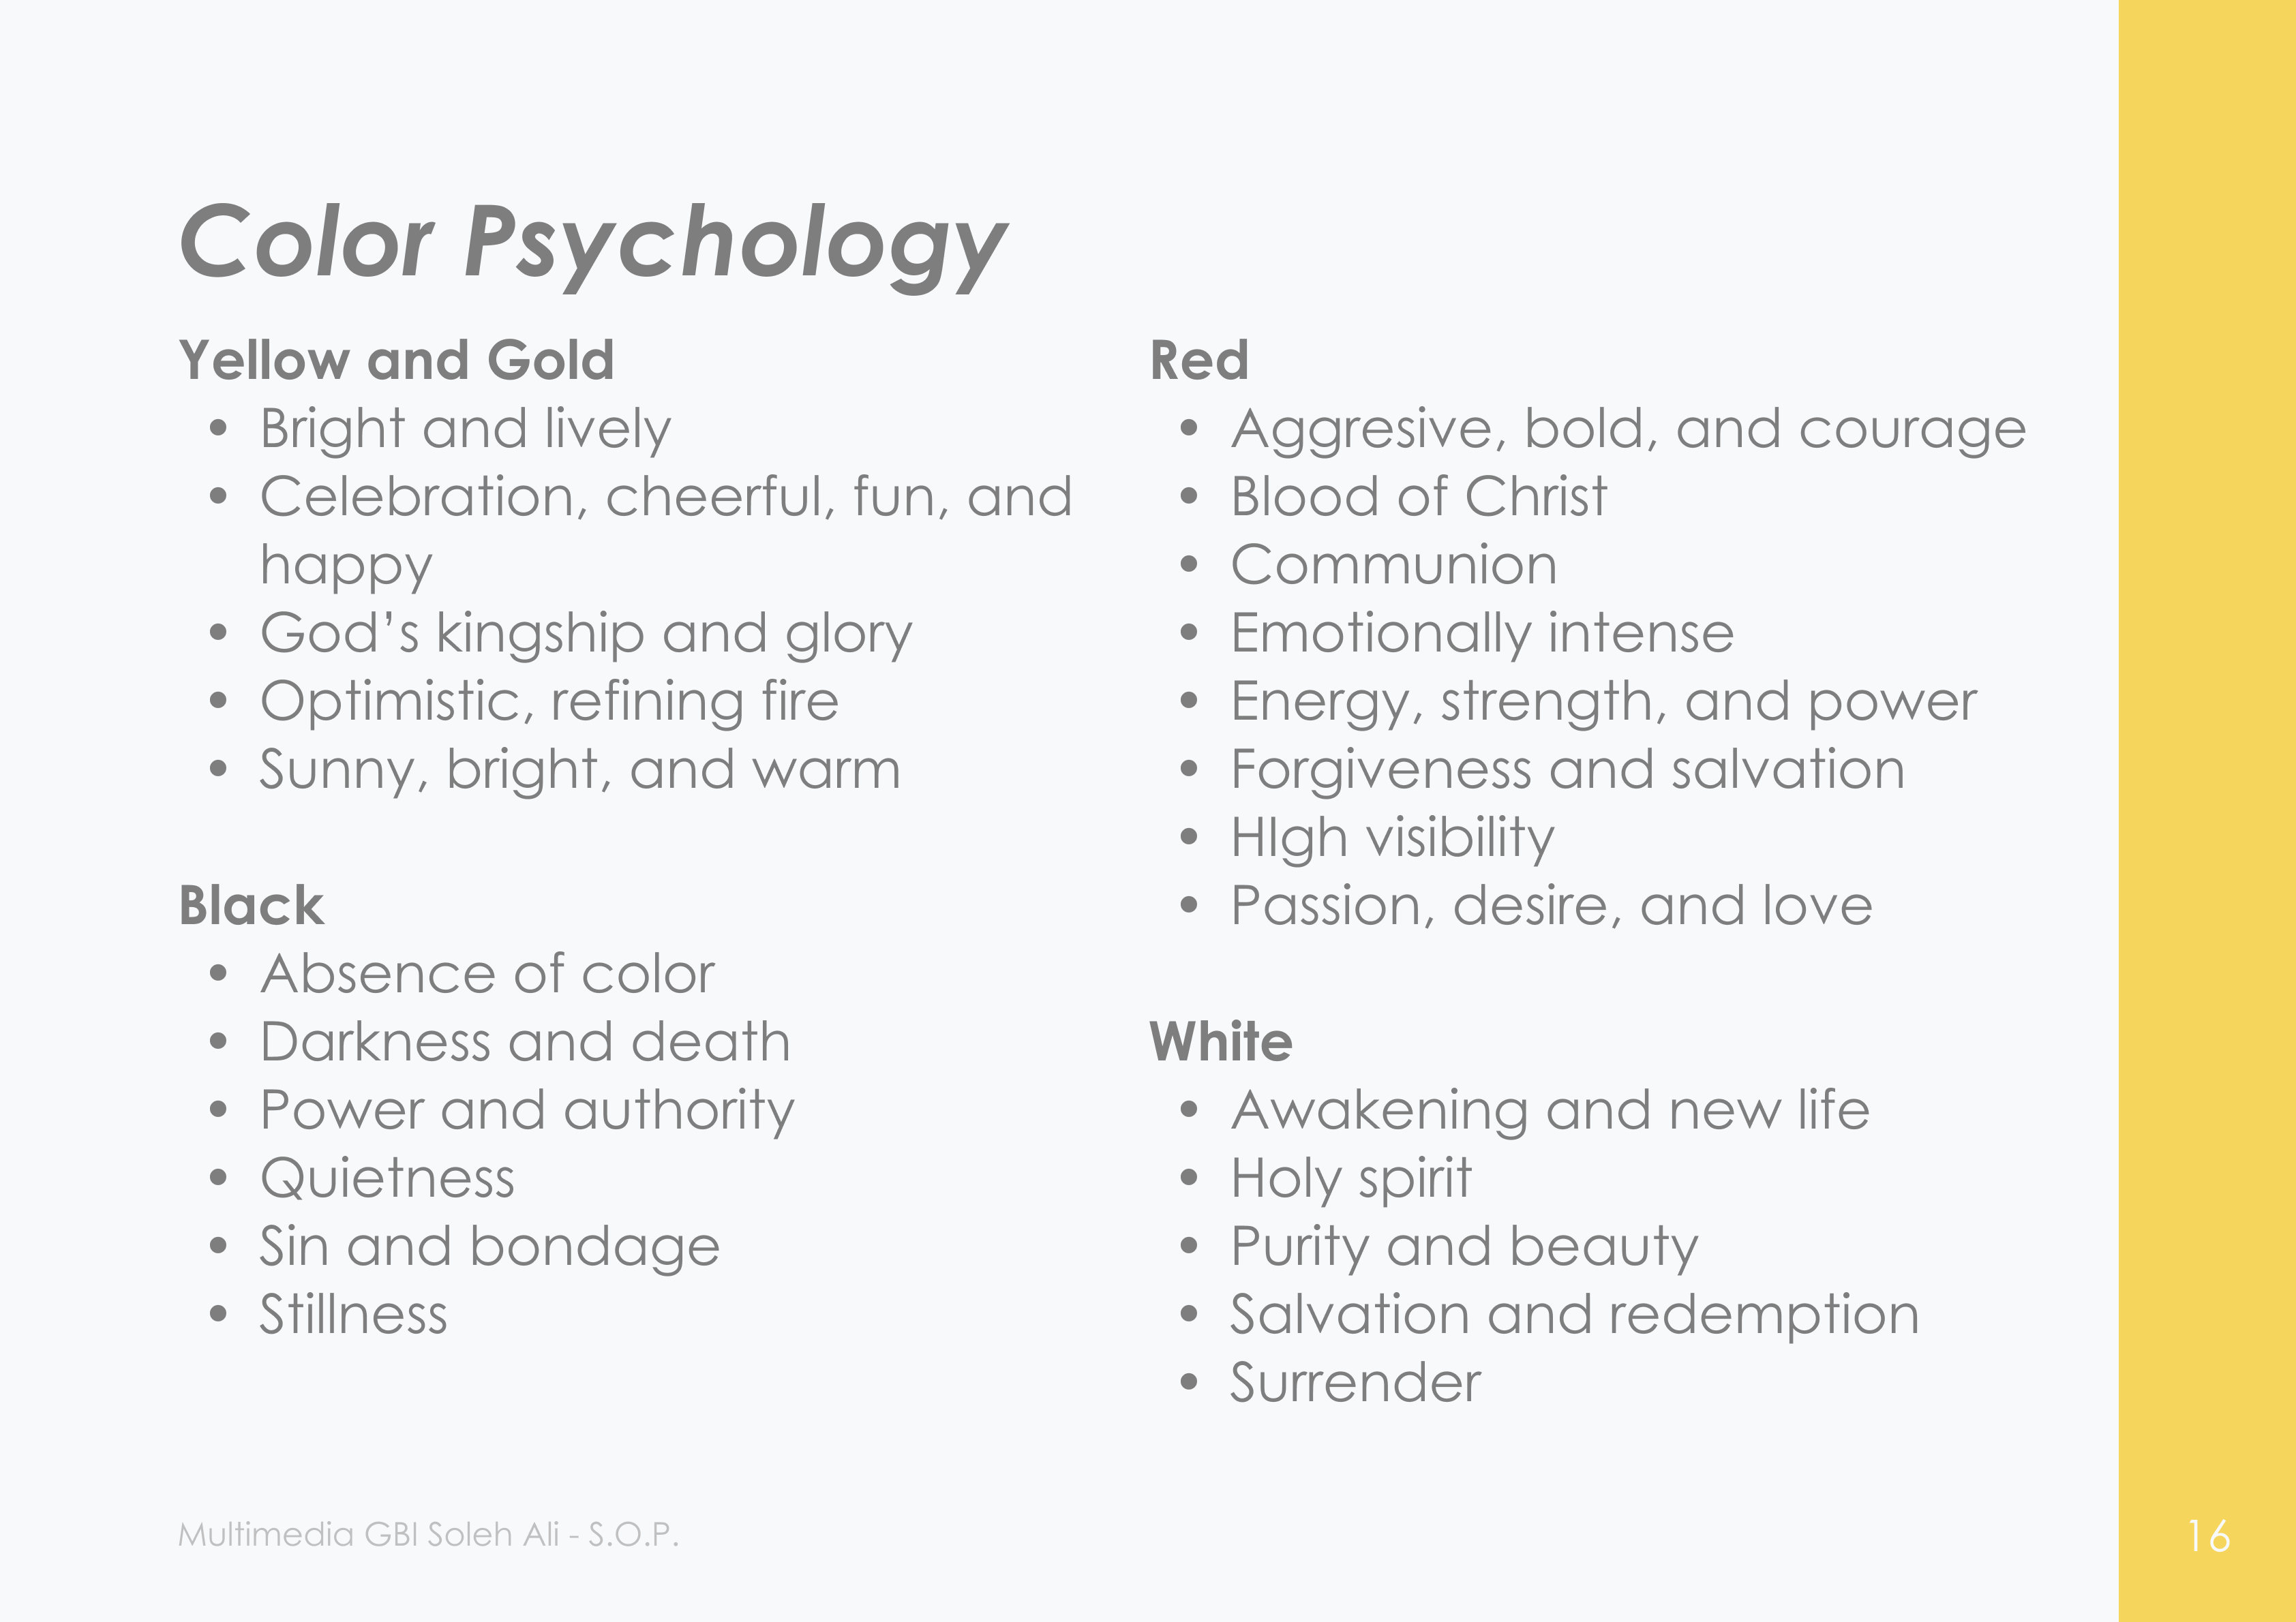 Color Psychology
Yellow and Gold
• Bright and lively
• Celebration, cheerful, fun, and
happy
• God’s kingship and glory
• Optimistic, refining fire
• Sunny, bright, and warm
Black
• Absence of color
• Darkness and death
• Power and authority
• Quietness
• Sin and bondage
• Stillness
Red
• Aggresive, bold, and courage
• Blood of Christ
• Communion
• Emotionally intense
• Energy, strength, and power
• Forgiveness and salvation
• HIgh visibility
• Passion, desire, and love
White
• Awakening and new life
• Holy spirit
• Purity and beauty
• Salvation and redemption
• Surrender
Multimedia GBI Soleh Ali - S.O.P.
16